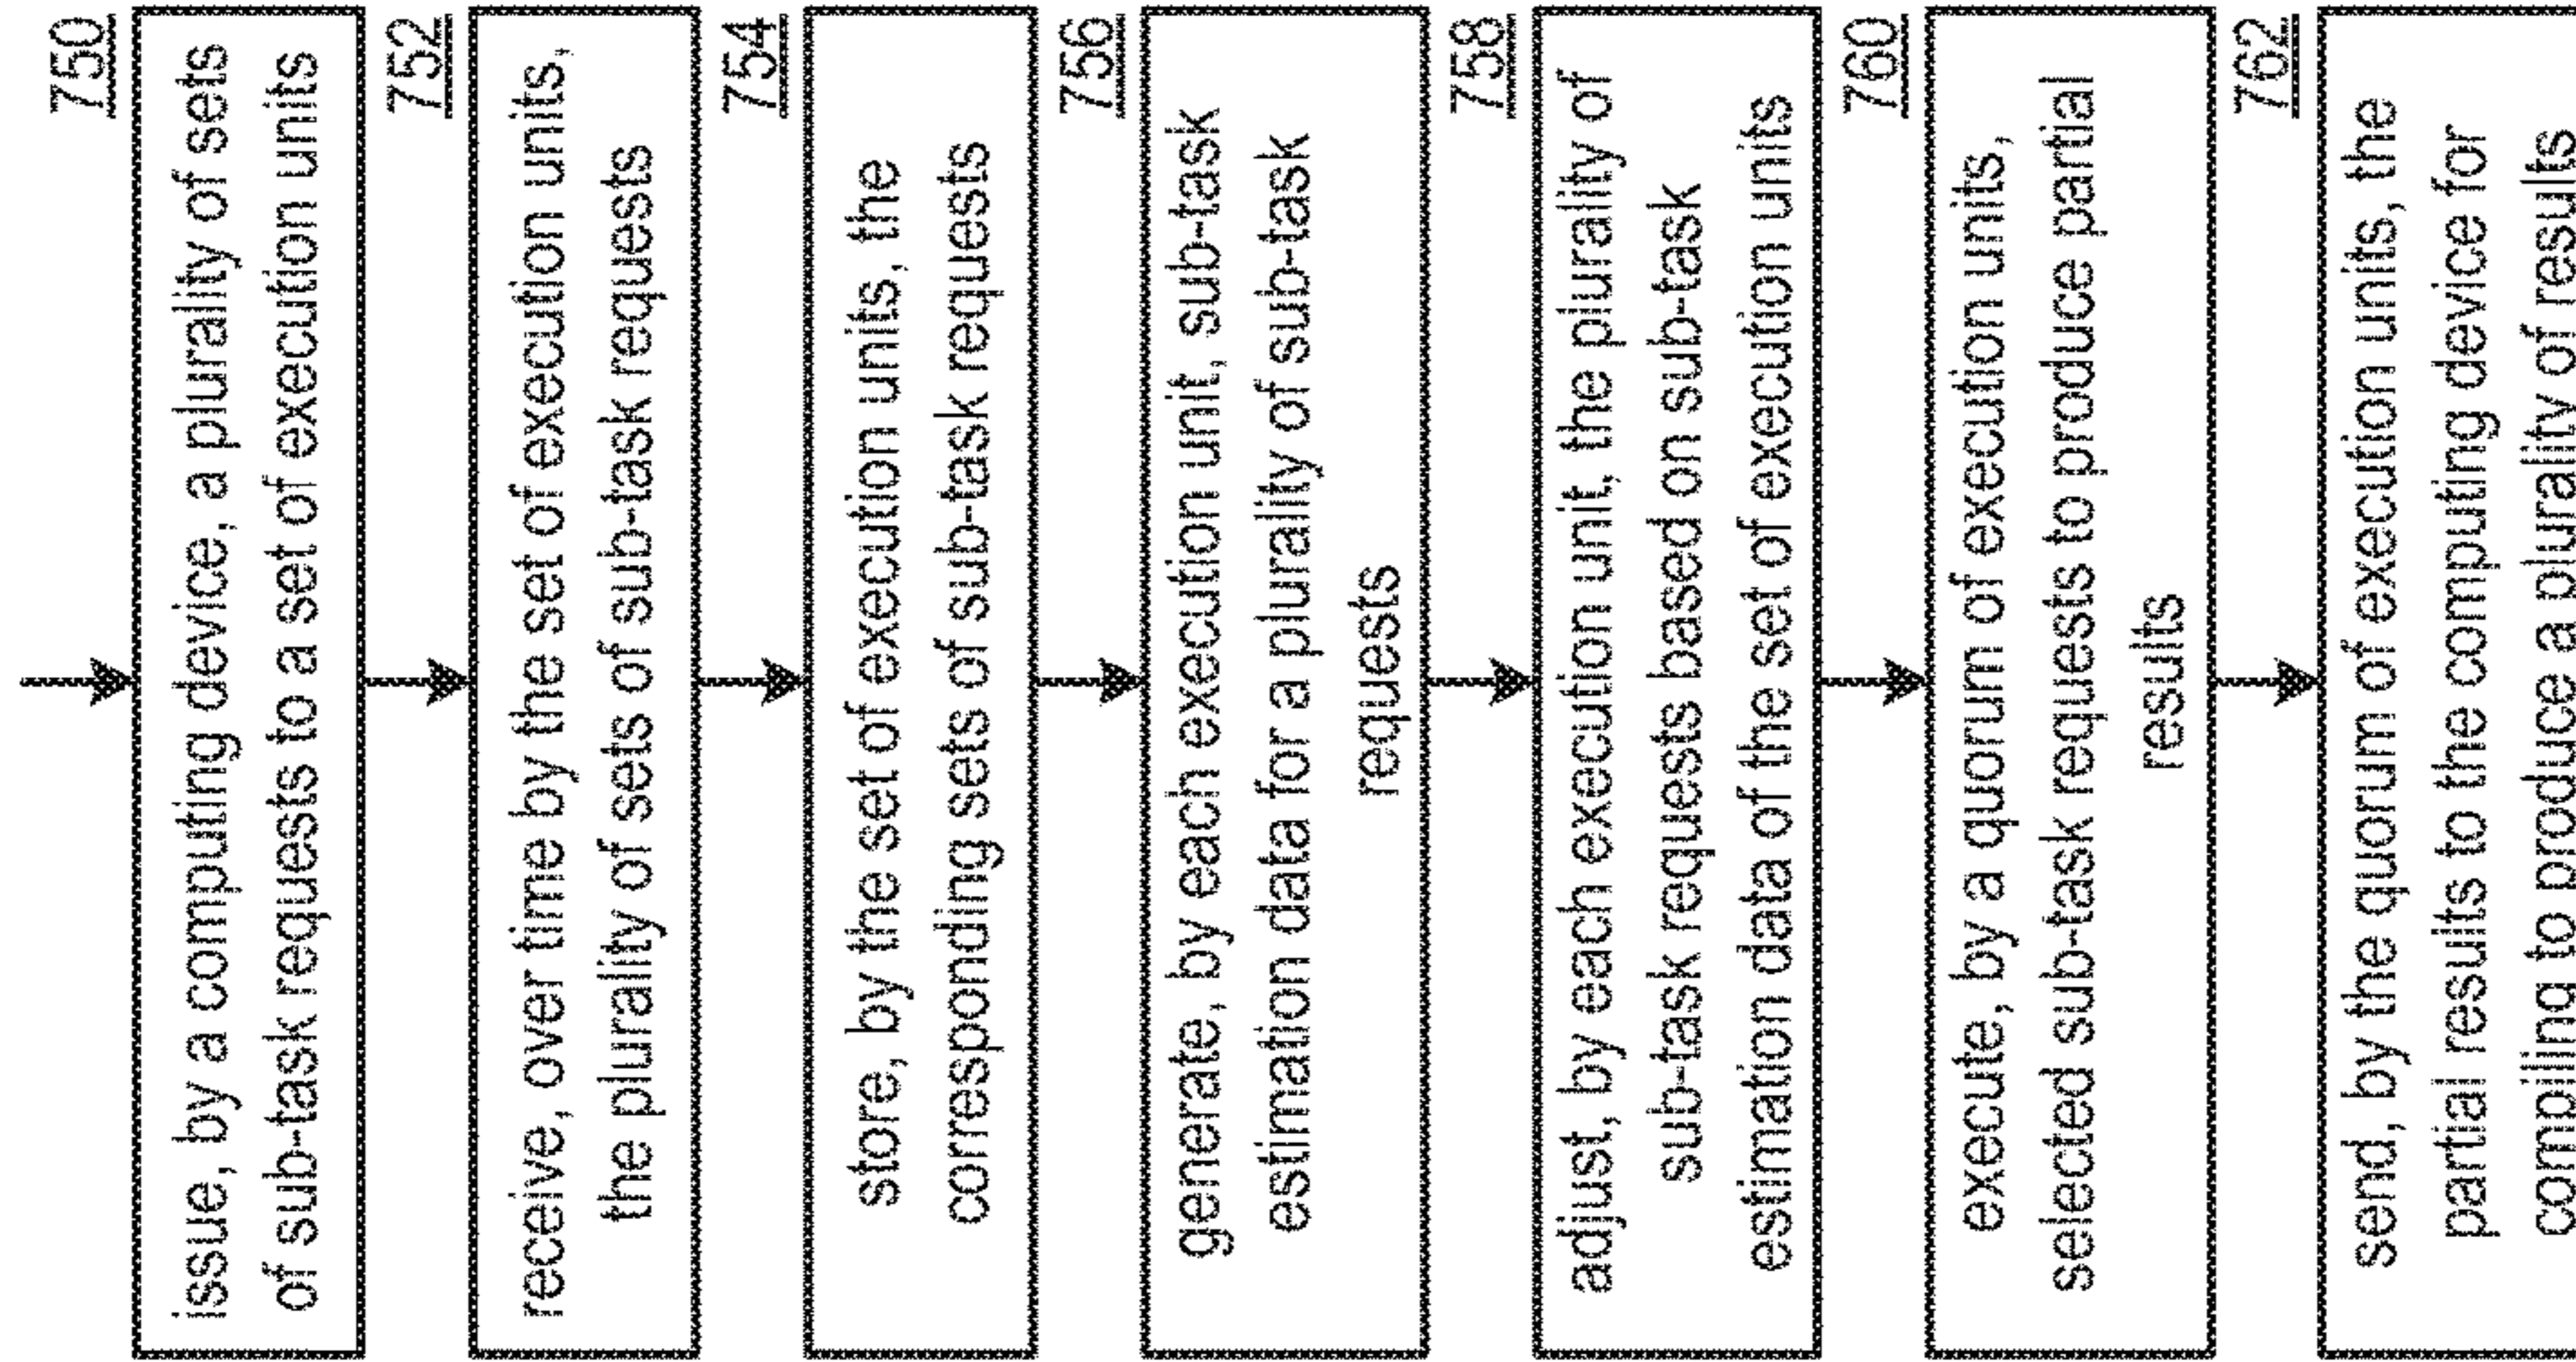 750
issue, by a computing device, a plurality of sets
of sub-task requests to a set of execution units
752
receive, over time by the set of execution units,
the plurality of sets of sub-task requests
754
store, by the set of execution units, the
corresponding sets of sub-task requests
756
generate, by each execution unit, sub-task
estimation data for a plurality of sub-task
requests
758
adjust, by each execution unit, the plurality of
sub-task requests based on sub-task
estimation data of the set of execution units
760
execute, by a quorum of execution units,
selected sub-task requests to produce partial
results
762
send, by the quorum of execution units, the
partial results to the computing device for
compiling to produce a plurality of results